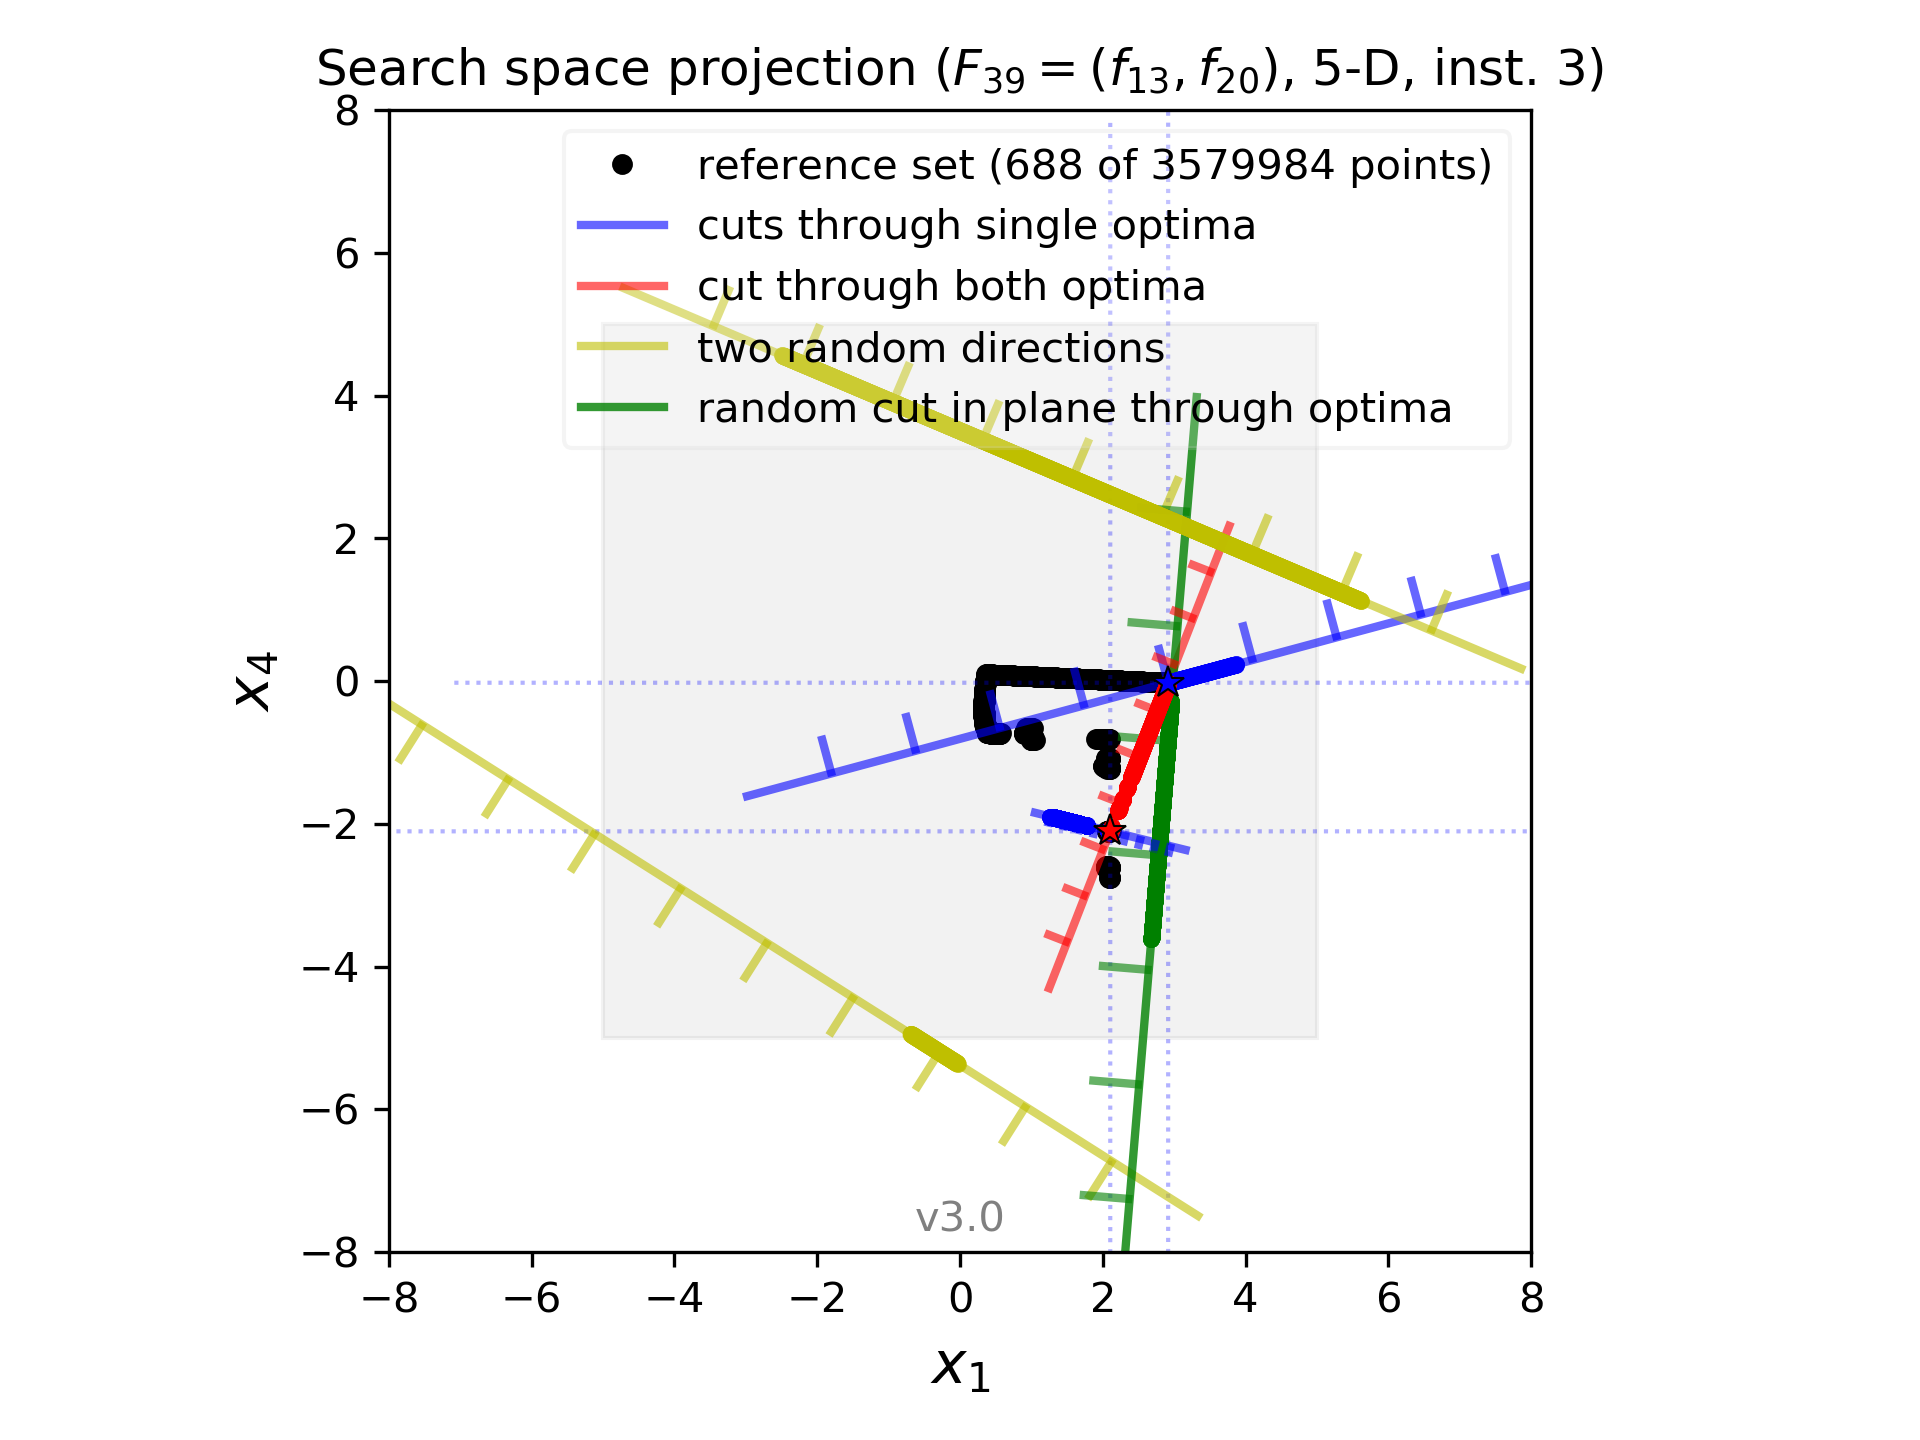 Search space projection (F39 = (f13, f20), 5-D, inst. 3)
8
6
4
2
0
−2
−4
−6
−8
x4
reference set (688 of 3579984 points)
cuts through single optima
cut through both optima
two random directions
random cut in plane through optima
v3.0
−8 −6 −4 −2 0 2 4 6 8
x1